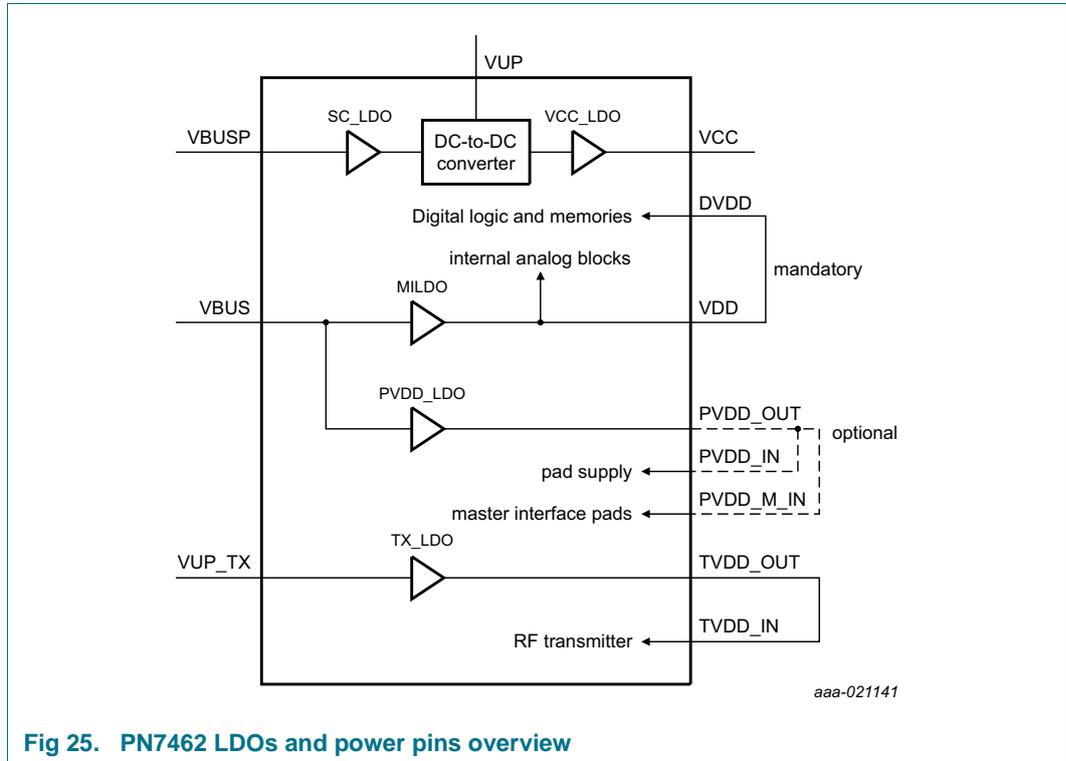 VUP
SC_LDO
VCC_LDO
VBUSP
DC-to-DC
converter
VCC
DVDD
Digital logic and memories
internal analog blocks
mandatory
MILDO
VBUS
VDD
PVDD_LDO
PVDD_OUT
optional
PVDD_IN
pad supply
PVDD_M_IN
master interface pads
TX_LDO
VUP_TX
TVDD_OUT
TVDD_IN
RF transmitter
aaa-021141
Fig 25. PN7462 LDOs and power pins overview